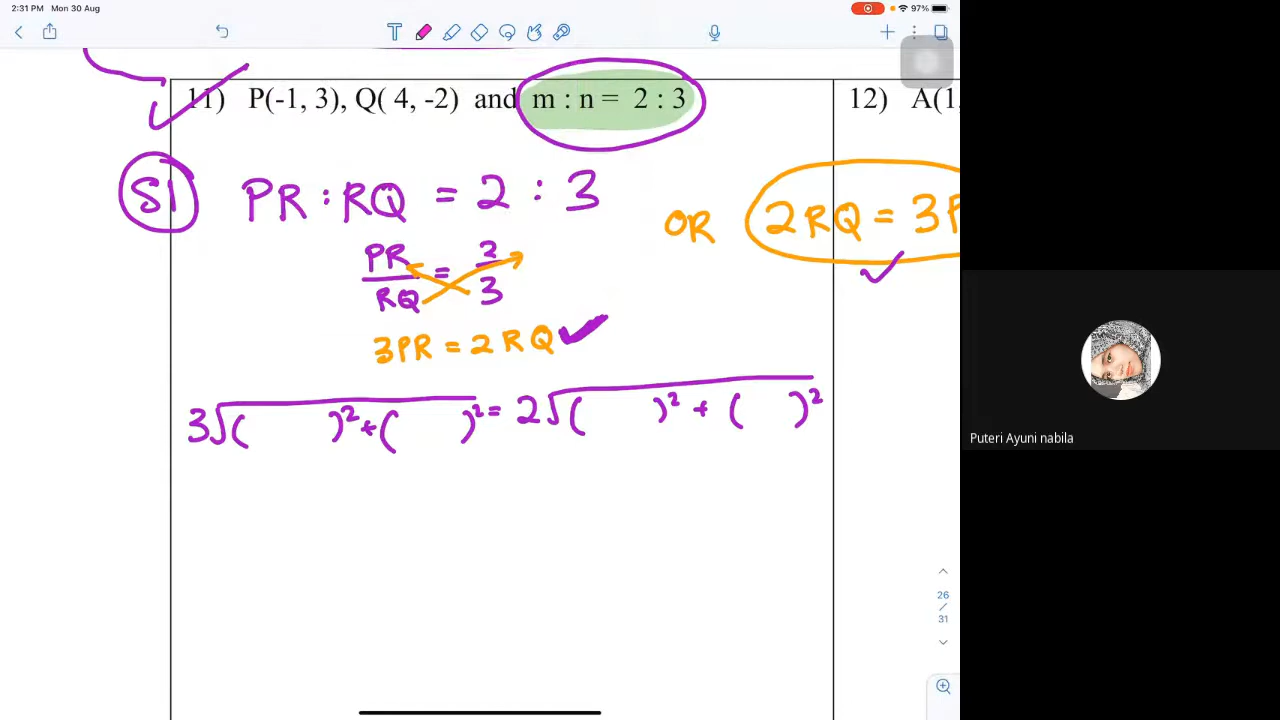 2:31 PM Mon 30 Aug
97%
11) P(-1, 3), Q( 4, -2) and m : n = 2 : 3
12) A(1,
S1
PR : RQ = 2 : 3
OR 2RQ = 3P
PR/RQ = 2/3
3PR = 2RQ
3√( )² + ( )² = 2√( )² + ( )²
Puteri Ayuni nabila
26
/
31